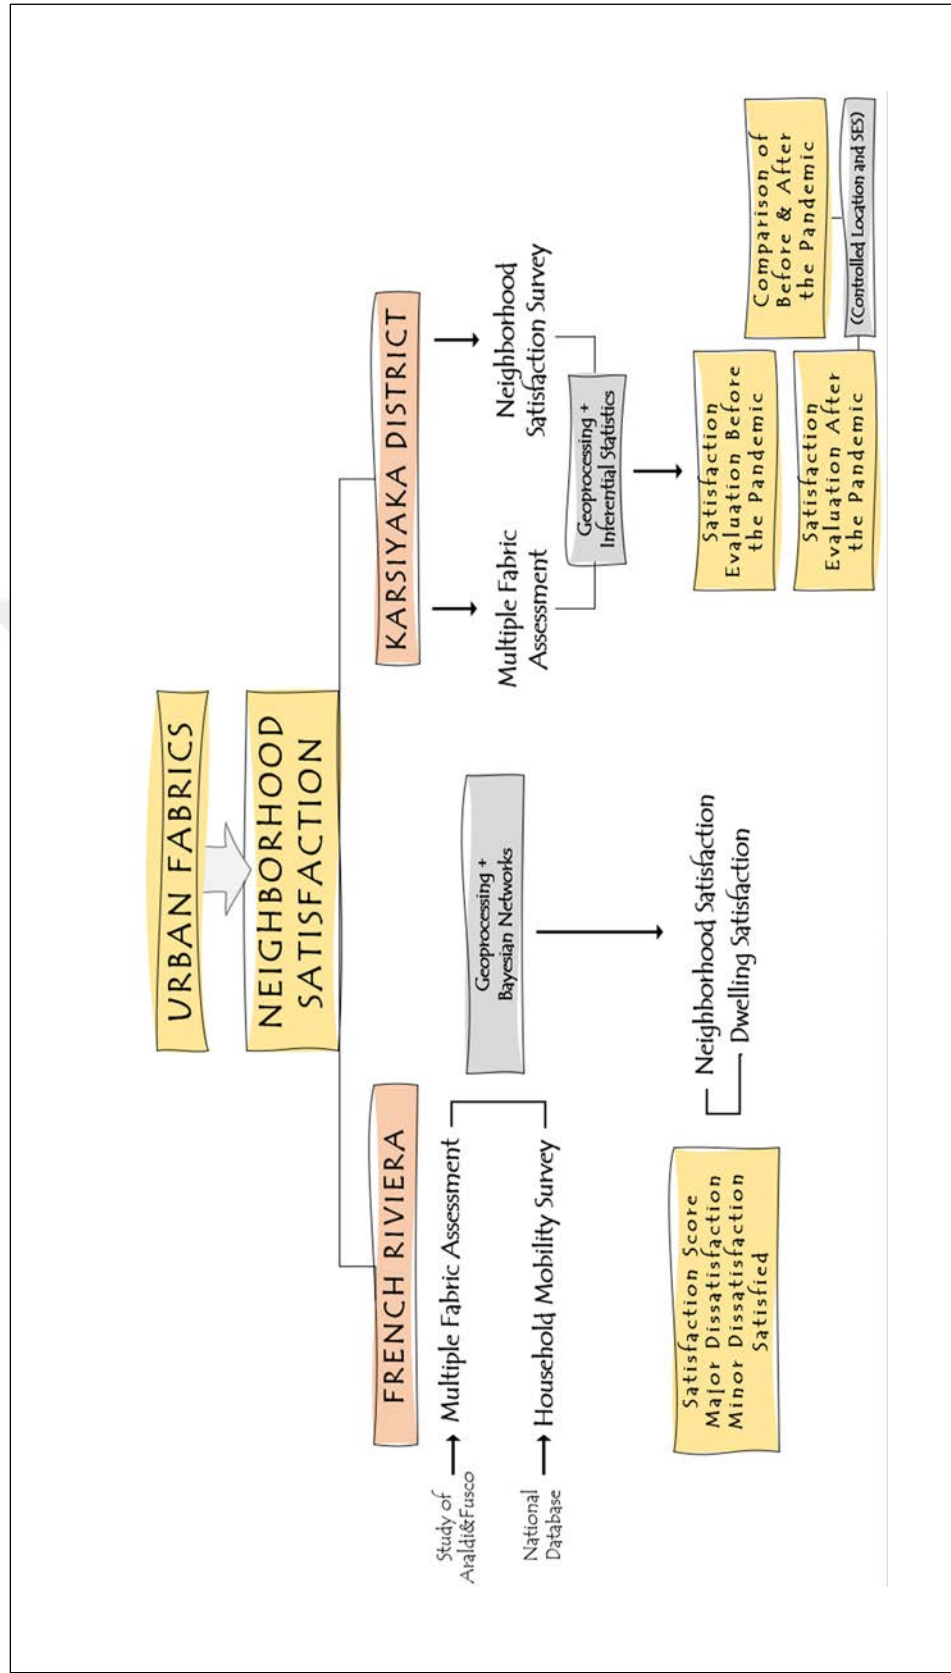 URBAN FABRICS
NEIGHBORHOOD
SATISFACTION
FRENCH RIVIERA
Study of
Araldi&Fusco
Multiple Fabric Assessment
National
Database
Household Mobility Survey
Geoprocessing +
Bayesian Networks
Satisfaction Score
Major Dissatisfaction
Minor Dissatisfaction
Satisfied
Neighborhood Satisfaction
Dwelling Satisfaction
KARSIYAKA DISTRICT
Multiple Fabric
Assessment
Neighborhood
Satisfaction Survey
Geoprocessing +
Inferential Statistics
Satisfaction
Evaluation Before
the Pandemic
Satisfaction
Evaluation After
the Pandemic
Comparison of
Before & After
the Pandemic
(Controlled Location and SES)